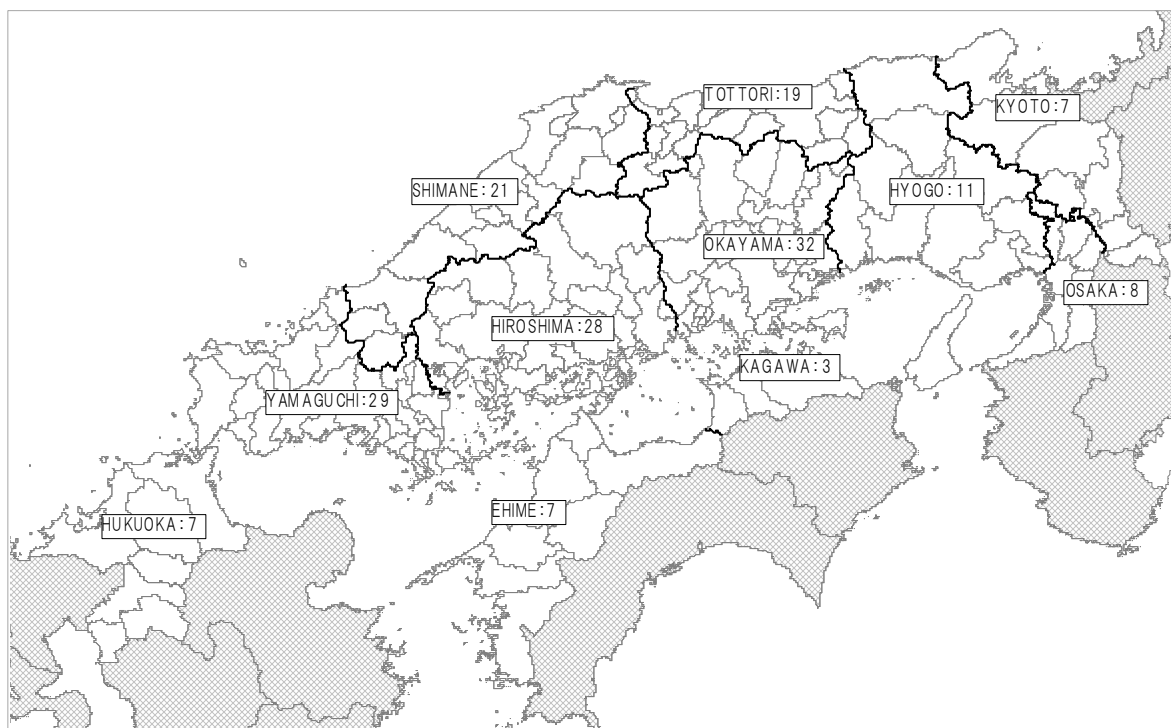 TOTTORI:19
KYOTO:7
SHIMANE:21
HYOGO:11
OKAYAMA:32
OSAKA:8
HIROSHIMA:28
KAGAWA:3
YAMAGUCHI:29
EHIME:7
HUKUOKA:7